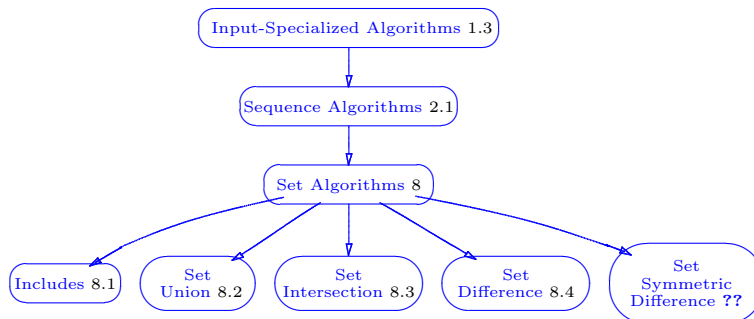 Input-Specialized Algorithms 1.3
Sequence Algorithms 2.1
Set Algorithms 8
Includes 8.1
Set
Union 8.2
Set
Intersection 8.3
Set
Difference 8.4
Set
Symmetric
Difference ??